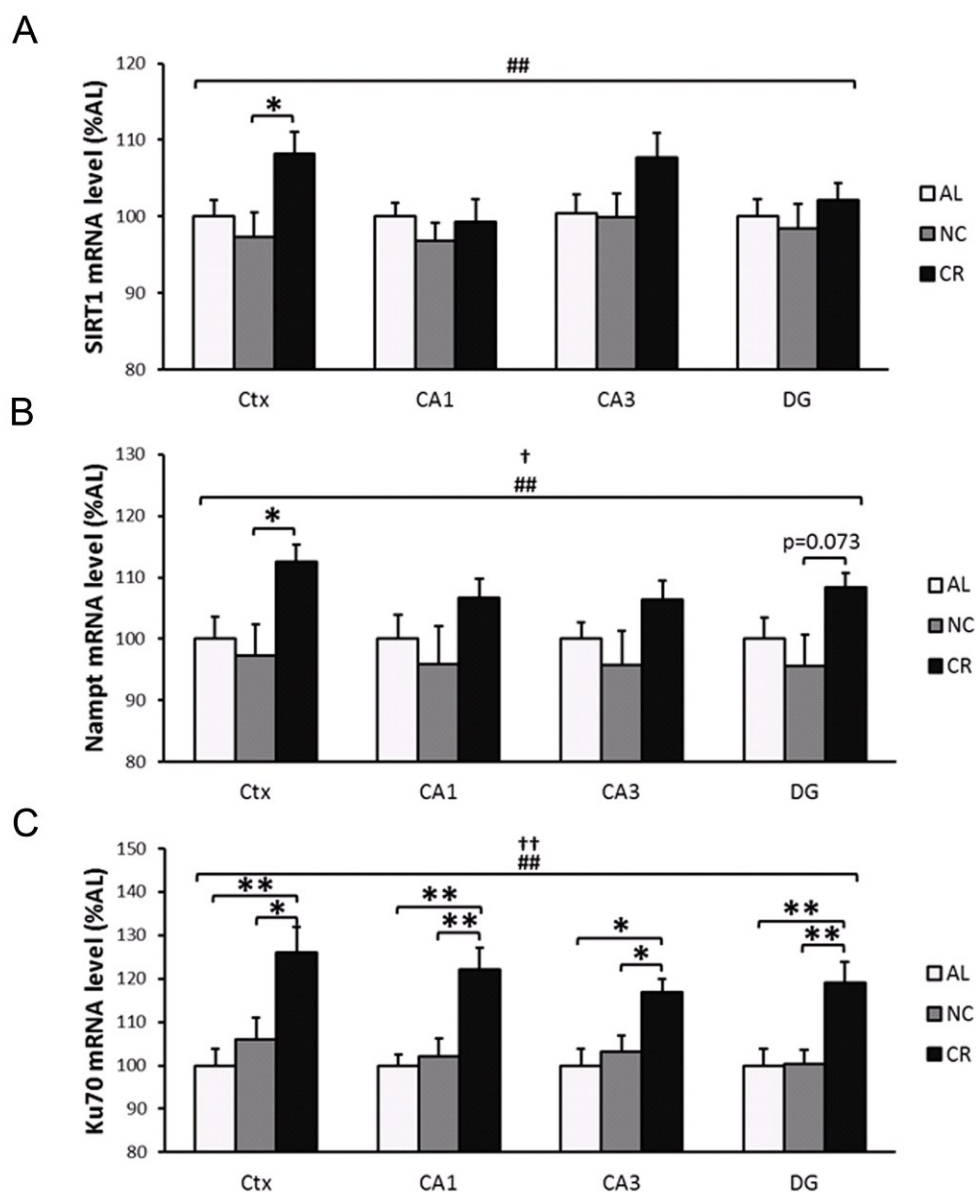 A
SIRT1 mRNA level (%AL)
120
110
100
90
80
##
*
Ctx
CA1
CA3
DG
AL
NC
CR
B
Nampt mRNA level (%AL)
130
120
110
100
90
80
†
##
*
p=0.073
Ctx
CA1
CA3
DG
AL
NC
CR
C
Ku70 mRNA level (%AL)
150
140
130
120
110
100
90
80
††
##
**
*
**
**
*
*
**
**
Ctx
CA1
CA3
DG
AL
NC
CR